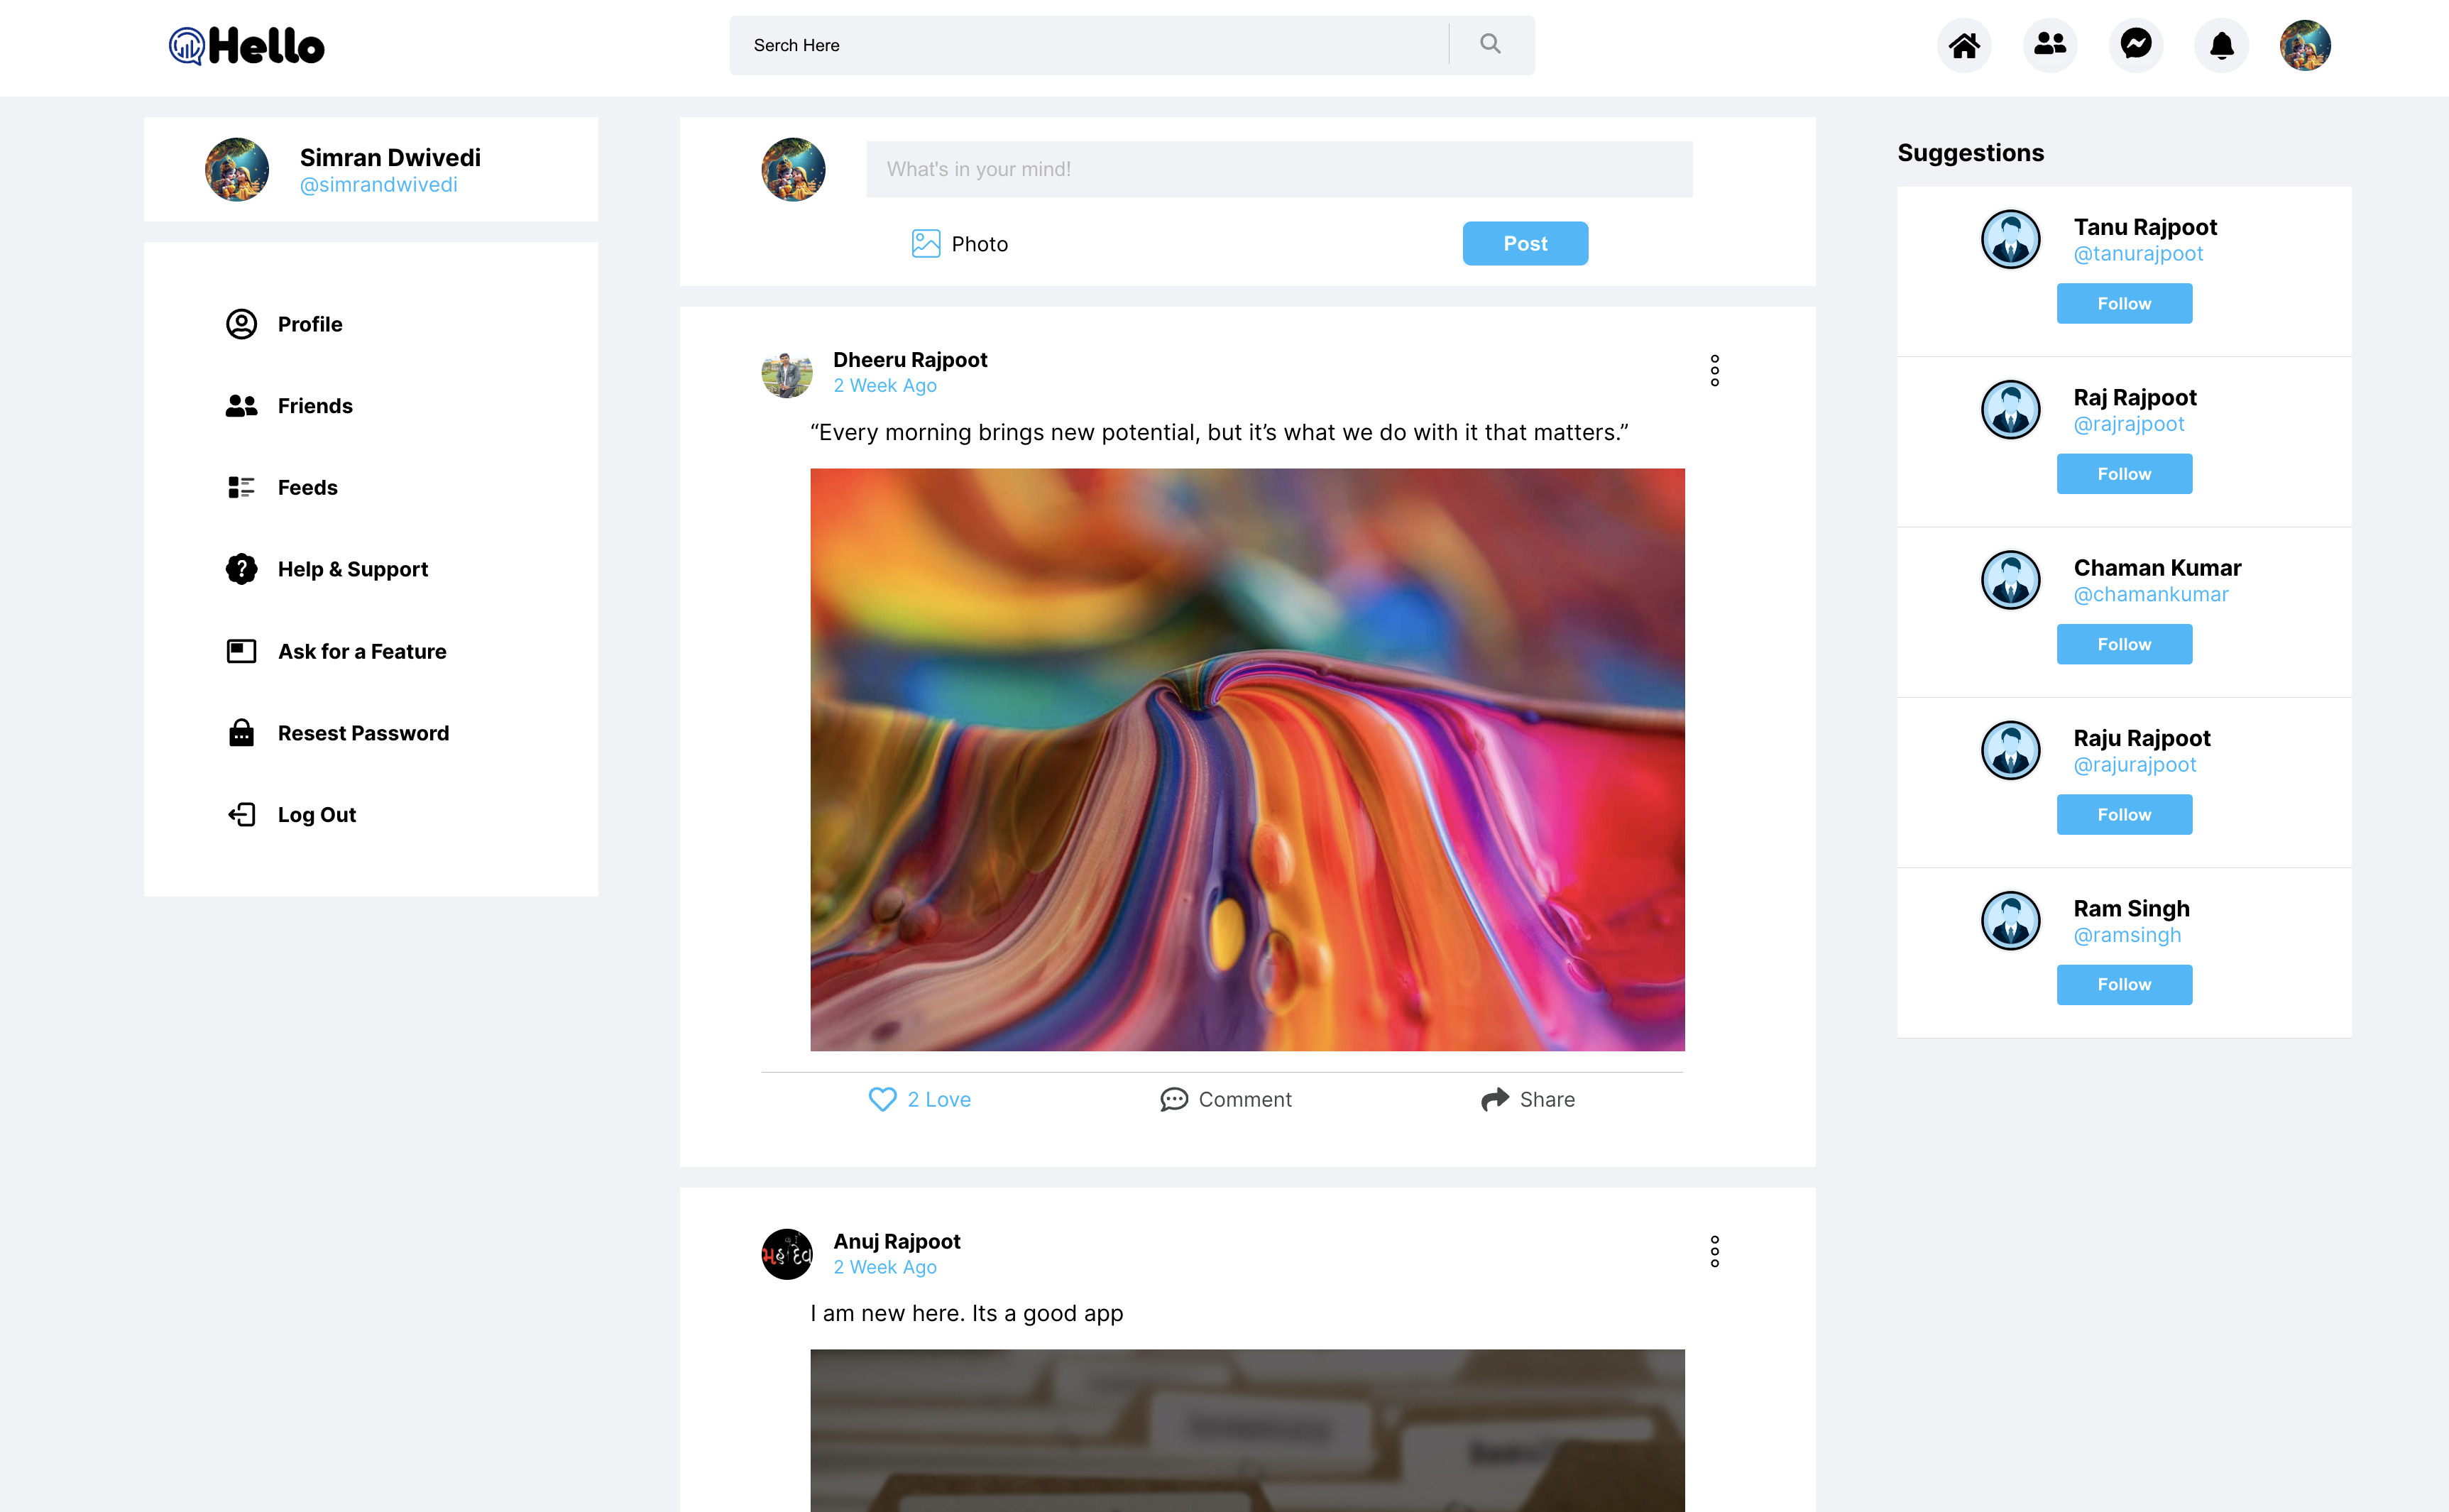 Hello
Serch Here
Simran Dwivedi
@simrandwivedi
Profile
Friends
Feeds
Help & Support
Ask for a Feature
Resest Password
Log Out
What's in your mind!
Photo
Post
Dheeru Rajpoot
2 Week Ago
“Every morning brings new potential, but it’s what we do with it that matters.”
2 Love
Comment
Share
Anuj Rajpoot
2 Week Ago
I am new here. Its a good app
Suggestions
Tanu Rajpoot
@tanurajpoot
Follow
Raj Rajpoot
@rajrajpoot
Follow
Chaman Kumar
@chamankumar
Follow
Raju Rajpoot
@rajurajpoot
Follow
Ram Singh
@ramsingh
Follow